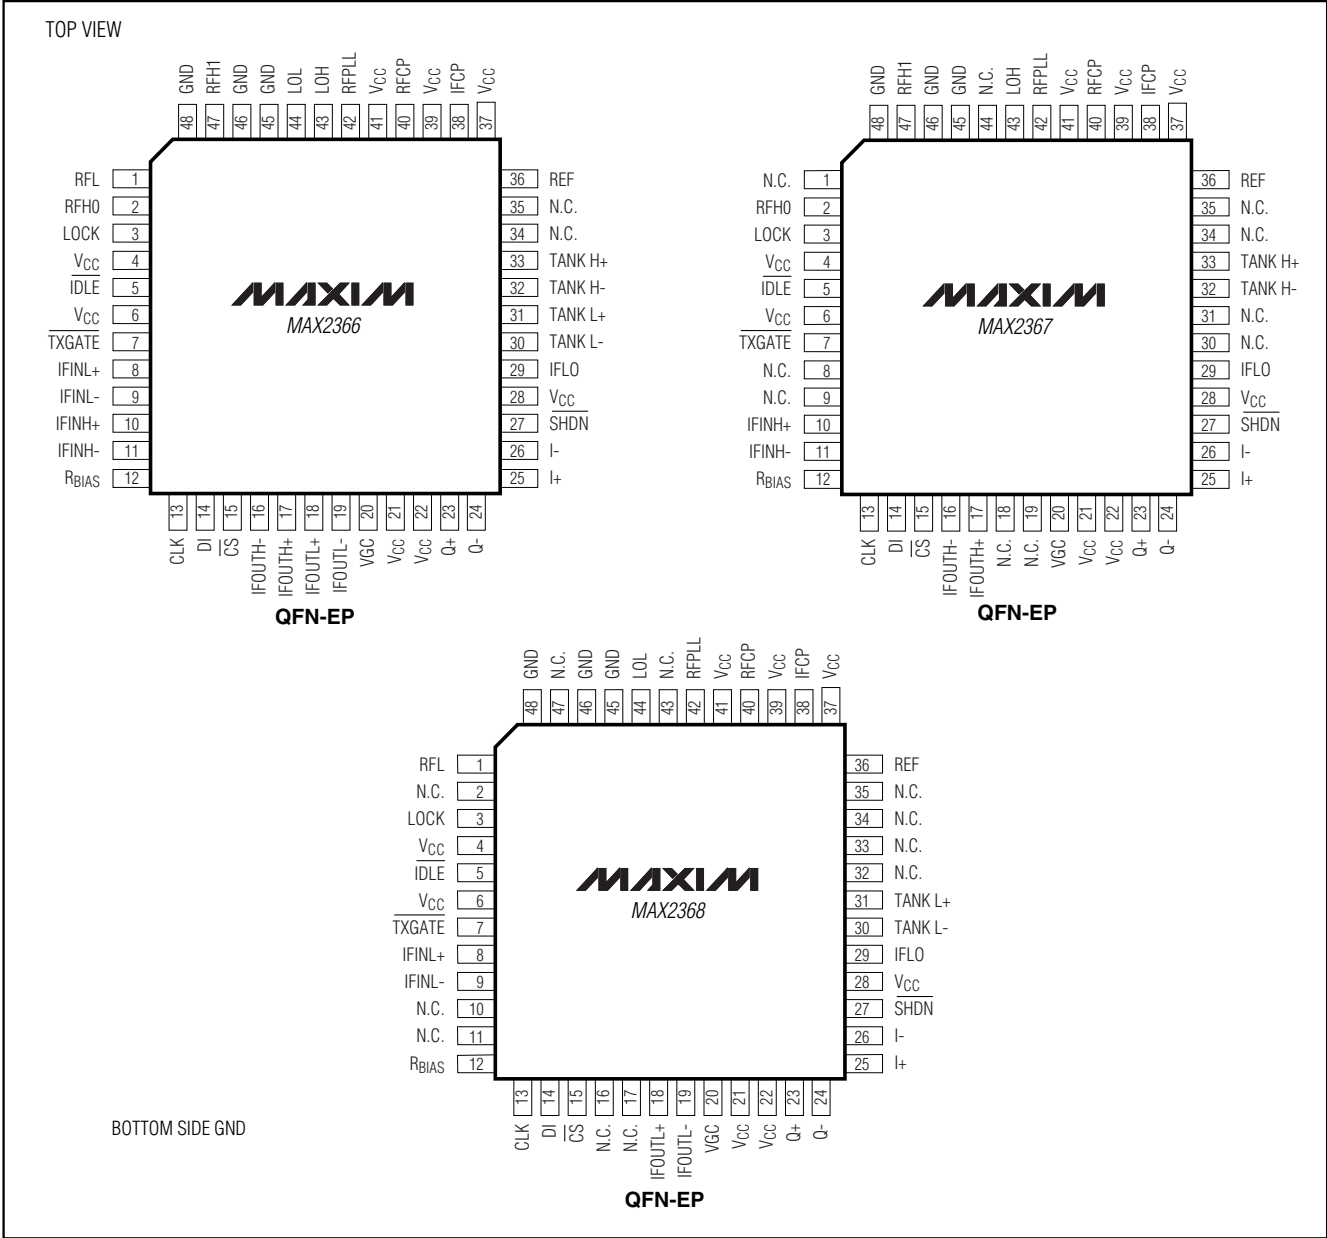 TOP VIEW
GND RFH1 GND GND LOL LOH RFPLL VCC RFCP VCC IFCP VCC
48 47 46 45 44 43 42 41 40 39 38 37
RFL 1
RFH0 2
LOCK 3
VCC 4
IDLE 5
VCC 6
TXGATE 7
IFINL+ 8
IFINL- 9
IFINH+ 10
IFINH- 11
RBIAS 12
MAXIM
MAX2366
36 REF
35 N.C.
34 N.C.
33 TANK H+
32 TANK H-
31 TANK L+
30 TANK L-
29 IFLO
28 VCC
27 SHDN
26 I-
25 I+
13 14 15 16 17 18 19 20 21 22 23 24
CLK DI CS IFOUTH- IFOUTH+ IFOUTL+ IFOUTL- VGC VCC VCC Q+ Q-
QFN-EP
GND RFH1 GND GND N.C. LOH RFPLL VCC RFCP VCC IFCP VCC
48 47 46 45 44 43 42 41 40 39 38 37
N.C. 1
RFH0 2
LOCK 3
VCC 4
IDLE 5
VCC 6
TXGATE 7
N.C. 8
N.C. 9
IFINH+ 10
IFINH- 11
RBIAS 12
MAXIM
MAX2367
36 REF
35 N.C.
34 N.C.
33 TANK H+
32 TANK H-
31 N.C.
30 N.C.
29 IFLO
28 VCC
27 SHDN
26 I-
25 I+
13 14 15 16 17 18 19 20 21 22 23 24
CLK DI CS IFOUTH- IFOUTH+ N.C. N.C. VGC VCC VCC Q+ Q-
QFN-EP
GND N.C. GND GND LOL N.C. RFPLL VCC RFCP VCC IFCP VCC
48 47 46 45 44 43 42 41 40 39 38 37
RFL 1
N.C. 2
LOCK 3
VCC 4
IDLE 5
VCC 6
TXGATE 7
IFINL+ 8
IFINL- 9
N.C. 10
N.C. 11
RBIAS 12
MAXIM
MAX2368
36 REF
35 N.C.
34 N.C.
33 N.C.
32 N.C.
31 TANK L+
30 TANK L-
29 IFLO
28 VCC
27 SHDN
26 I-
25 I+
13 14 15 16 17 18 19 20 21 22 23 24
CLK DI CS N.C. N.C. IFOUTL+ IFOUTL- VGC VCC VCC Q+ Q-
BOTTOM SIDE GND
QFN-EP